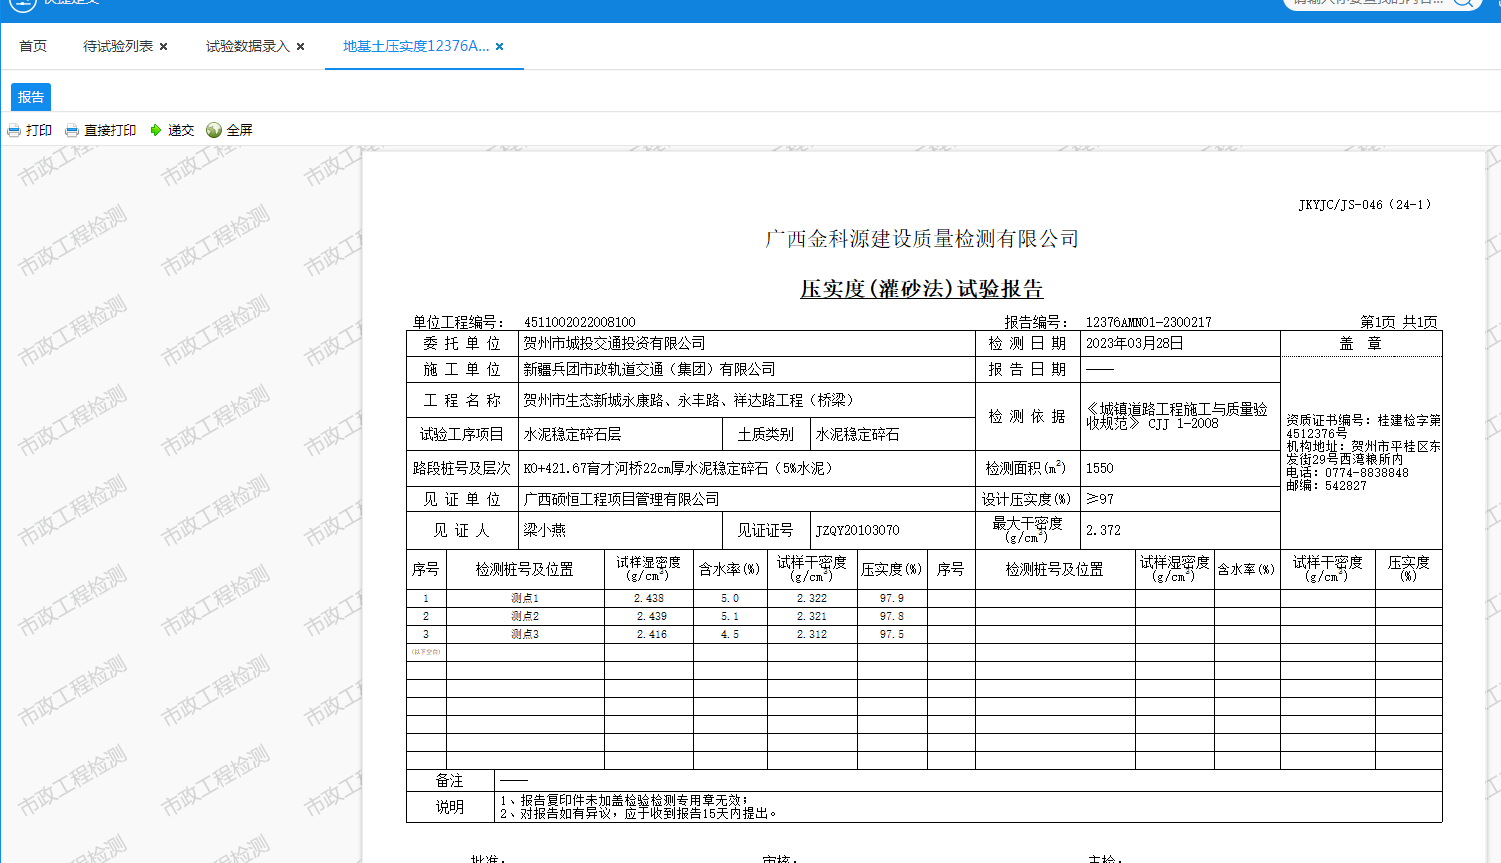 首页 待试验列表 × 试验数据录入 × 地基土压实度12376A... ×
报告
打印 直接打印 递交 全屏
市政工程检测
JKYJC/JS-046（24-1）
广西金科源建设质量检测有限公司
压实度(灌砂法)试验报告
单位工程编号： 4511002022008100 报告编号： 12376AMN01-2300217 第1页 共1页
委托单位 贺州市城投交通投资有限公司 检测日期 2023年03月28日 盖 章
施工单位 新疆兵团市政轨道交通（集团）有限公司 报告日期 ——
工程名称 贺州市生态新城永康路、永丰路、祥达路工程（桥梁） 检测依据 《城镇道路工程施工与质量验
收规范》 CJJ 1-2008
试验工序项目 水泥稳定碎石层 土质类别 水泥稳定碎石
资质证书编号：桂建检字第
4512376号
机构地址：贺州市平桂区东
发街29号西湾粮所内
电话：0774-8838848
邮编：542827
路段桩号及层次 K0+421.67育才河桥22cm厚水泥稳定碎石（5%水泥） 检测面积(m²) 1550
见证单位 广西硕恒工程项目管理有限公司 设计压实度(%) ≥97
见证人 梁小燕 见证证号 JZQY20103070 最大干密度
(g/cm³) 2.372
序号 检测桩号及位置 试样湿密度
(g/cm³) 含水率(%) 试样干密度
(g/cm³) 压实度(%) 序号 检测桩号及位置 试样湿密度
(g/cm³) 含水率(%) 试样干密度
(g/cm³) 压实度
(%)
1 测点1 2.438 5.0 2.322 97.9
2 测点2 2.439 5.1 2.321 97.8
3 测点3 2.416 4.5 2.312 97.5
(以下空白)
备注 ——
说明 1、报告复印件未加盖检验检测专用章无效；
2、对报告如有异议，应于收到报告15天内提出。
批准： 审核： 主检：